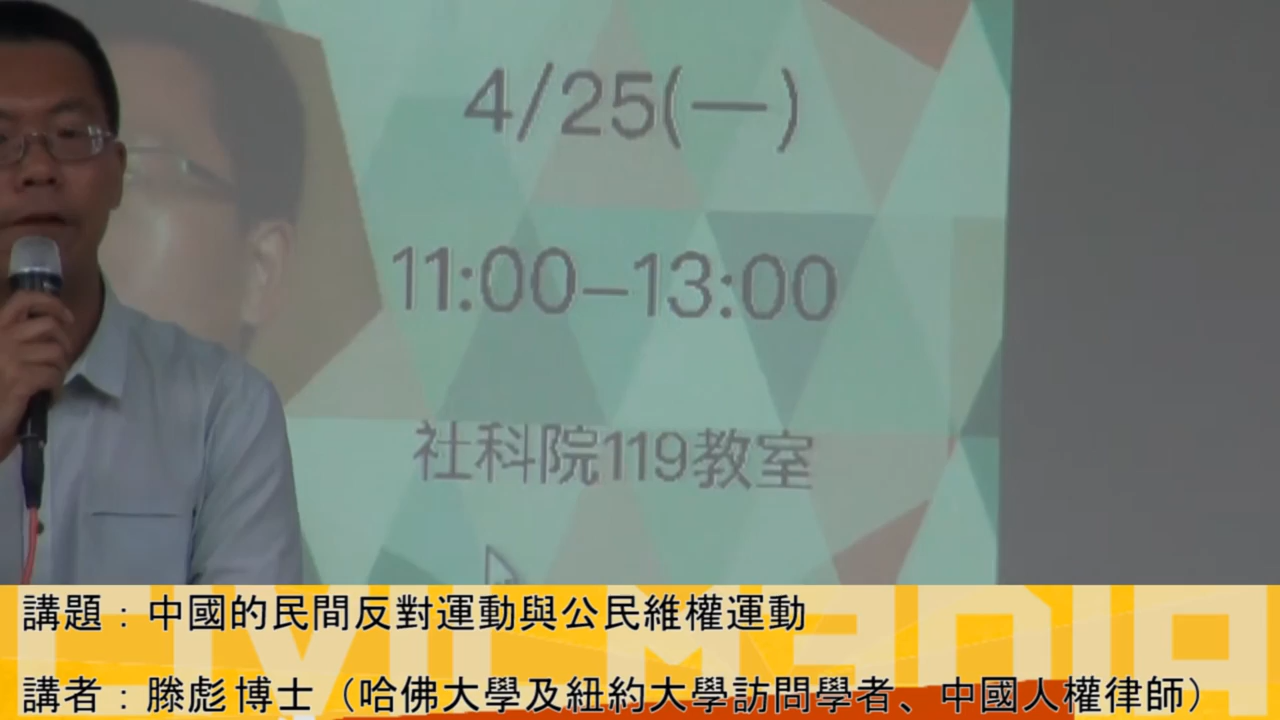 4/25(一)
11:00–13:00
社科院119教室
講題：中國的民間反對運動與公民維權運動
講者：滕彪博士（哈佛大學及紐約大學訪問學者、中國人權律師）